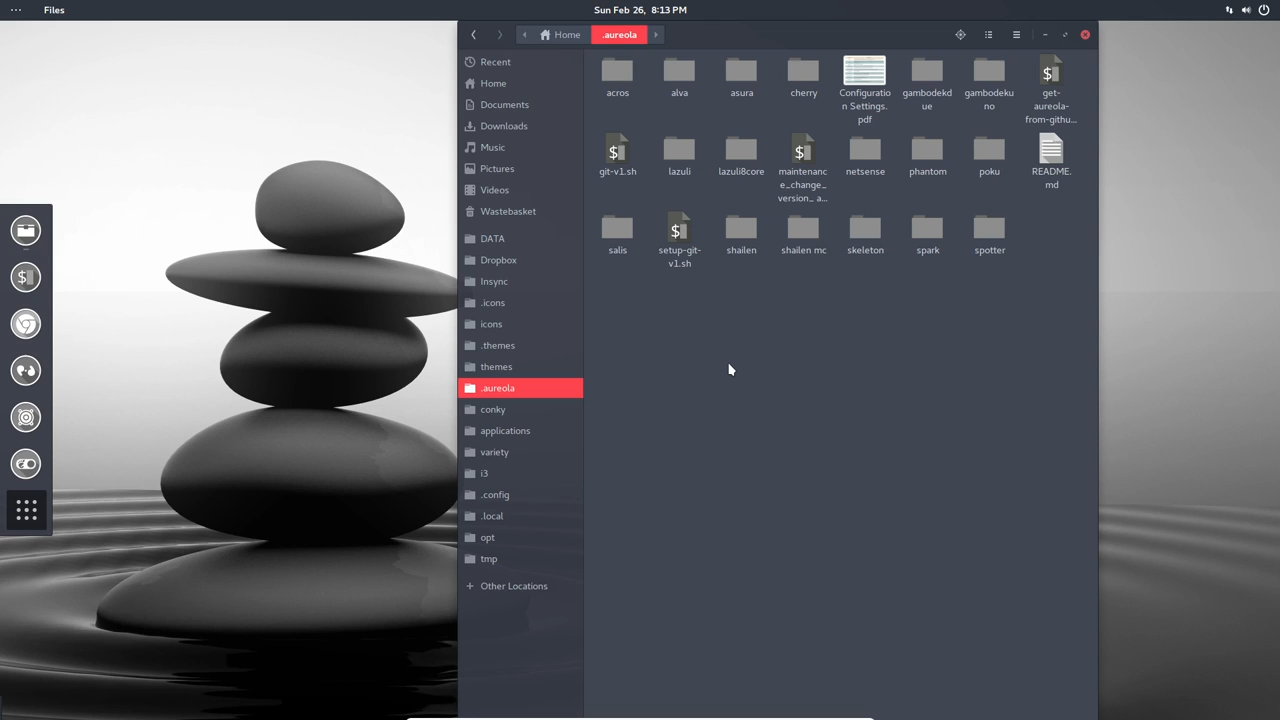 Files
Sun Feb 26, 8:13 PM
Home
.aureola
Recent
Home
Documents
Downloads
Music
Pictures
Videos
Wastebasket
DATA
Dropbox
Insync
.icons
icons
.themes
themes
.aureola
conky
applications
variety
i3
.config
.local
opt
tmp
+ Other Locations
acros
alva
asura
cherry
Configuratio
n Settings.
pdf
gambodekd
ue
gambodeku
no
get-
aureola-
from-githu...
git-v1.sh
lazuli
lazuli8core
maintenanc
e_change_
version_ a...
netsense
phantom
poku
README.
md
salis
setup-git-
v1.sh
shailen
shailen mc
skeleton
spark
spotter